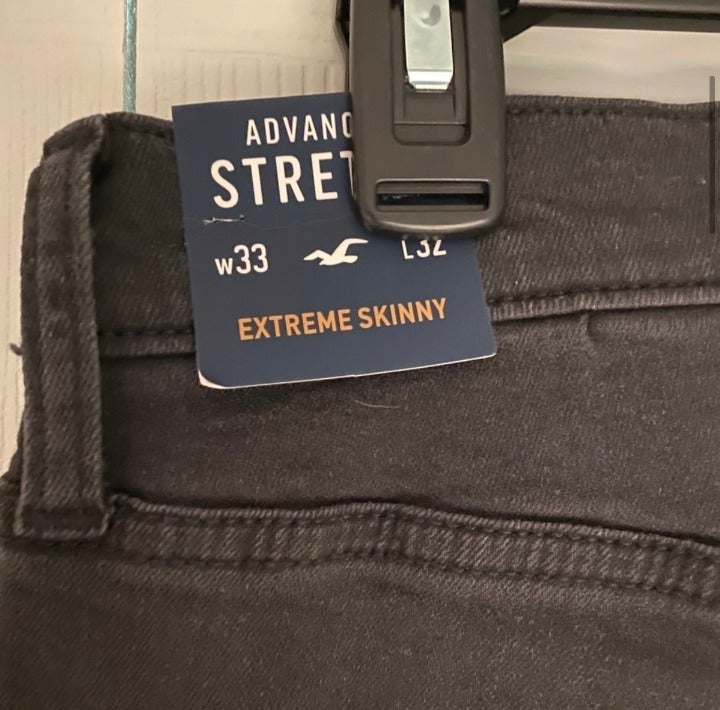 ADVANC
STRET
w33 L32
EXTREME SKINNY